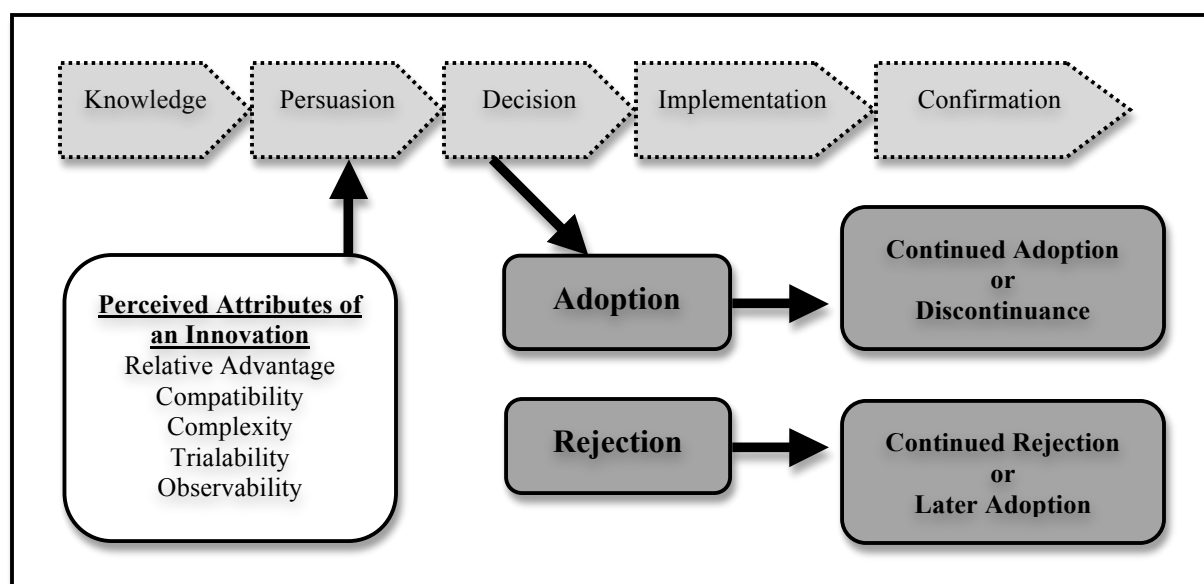 Knowledge
Persuasion
Decision
Implementation
Confirmation
Perceived Attributes of
an Innovation
Relative Advantage
Compatibility
Complexity
Trialability
Observability
Adoption
Continued Adoption
or
Discontinuance
Rejection
Continued Rejection
or
Later Adoption